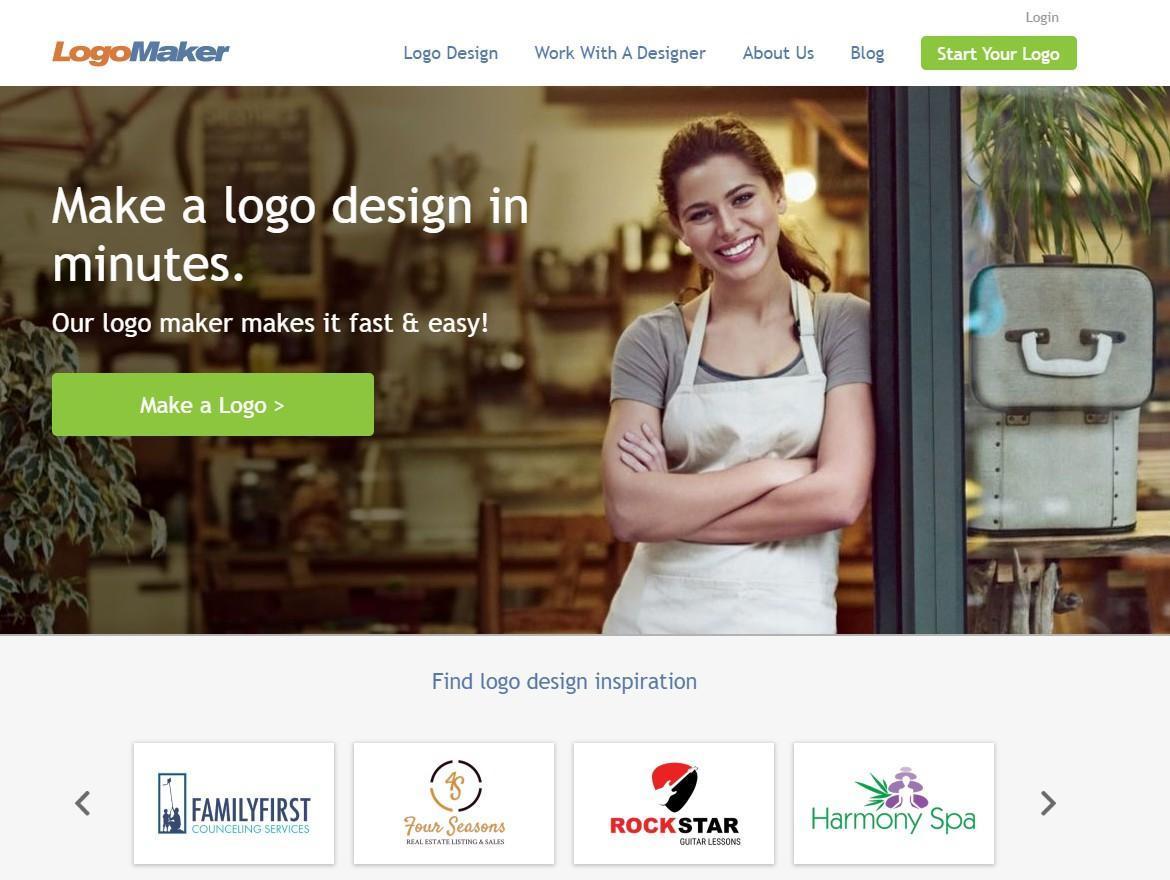 Login
LogoMaker
Logo Design
Work With A Designer
About Us
Blog
Start Your Logo
Make a logo design in
minutes.
Our logo maker makes it fast & easy!
Make a Logo >
Find logo design inspiration
FAMILYFIRST
COUNCELING SERVICES
4S
Four Seasons
REAL ESTATE LISTING & SALES
ROCKSTAR
GUITAR LESSONS
Harmony Spa